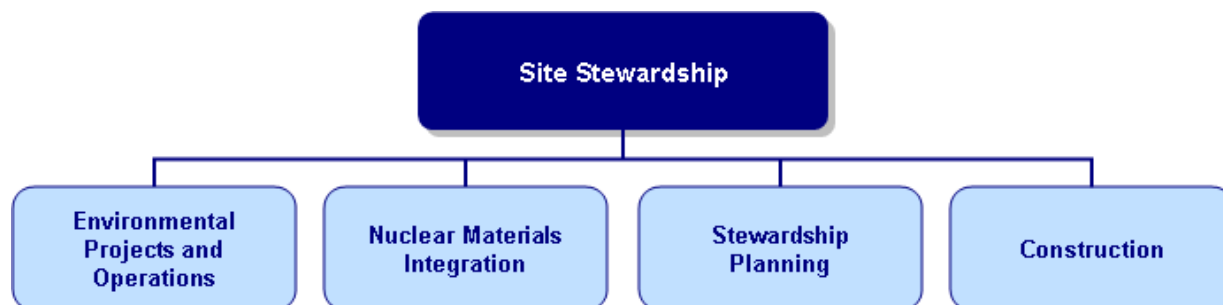 Site Stewardship
Environmental
Projects and
Operations
Nuclear Materials
Integration
Stewardship
Planning
Construction